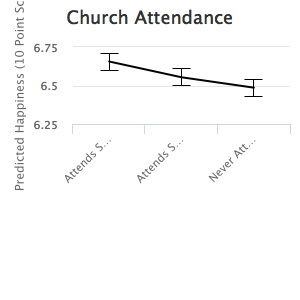 Church Attendance
Predicted Happiness (10 Point Sc
6.75
6.5
6.25
Attends S...
Attends S...
Never Att...